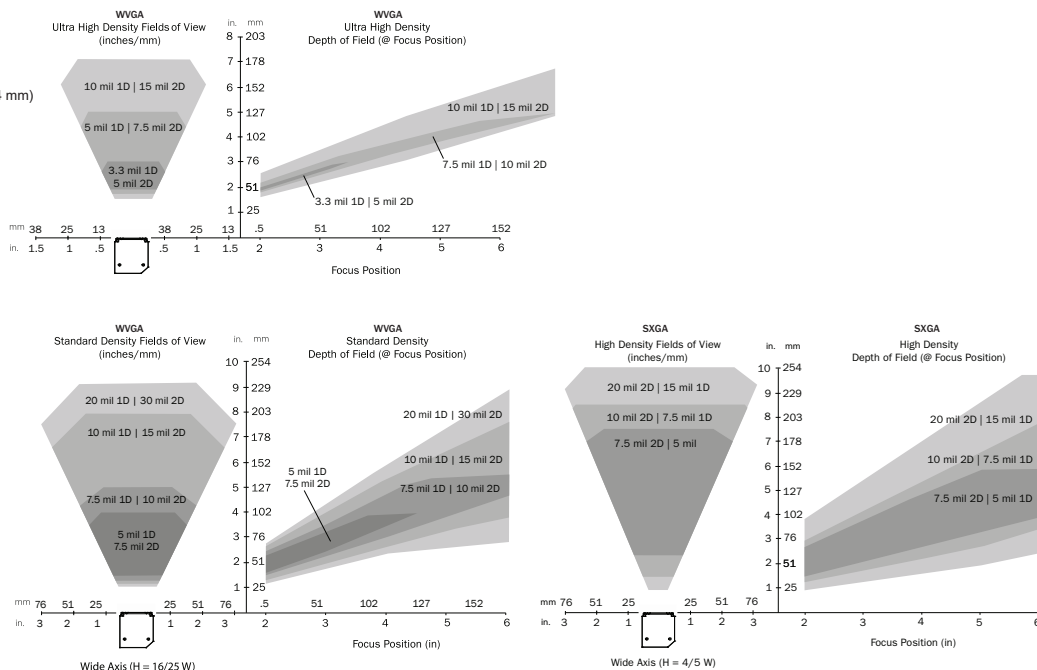 WVGA
Ultra High Density Fields of View
(inches/mm)
in. mm
WVGA
Ultra High Density
Depth of Field (@ Focus Position)
8 203
7 178
6 152
5 127
4 102
3 76
2 51
1 25
mm)
10 mil 1D | 15 mil 2D
5 mil 1D | 7.5 mil 2D
3.3 mil 1D
5 mil 2D
10 mil 1D | 15 mil 2D
7.5 mil 1D | 10 mil 2D
3.3 mil 1D | 5 mil 2D
mm 38 25 13 38 25 13 .5 51 102 127 152
in. 1.5 1 .5 .5 1 1.5 2 3 4 5 6
Focus Position
WVGA
Standard Density Fields of View
(inches/mm)
in. mm
WVGA
Standard Density
Depth of Field (@ Focus Position)
10 254
9 229
8 203
7 178
6 152
5 127
4 102
3 76
2 51
1 25
20 mil 1D | 30 mil 2D
10 mil 1D | 15 mil 2D
7.5 mil 1D | 10 mil 2D
5 mil 1D
7.5 mil 2D
20 mil 1D | 30 mil 2D
10 mil 1D | 15 mil 2D
5 mil 1D
7.5 mil 2D
7.5 mil 1D | 10 mil 2D
mm 76 51 25 25 51 76 .5 51 102 127 152
in. 3 2 1 1 2 3 2 3 4 5 6
Focus Position (in)
Wide Axis (H = 16/25 W)
SXGA
High Density Fields of View
(inches/mm)
in. mm
SXGA
High Density
Depth of Field (@ Focus Position)
10 254
9 229
8 203
7 178
6 152
5 127
4 102
3 76
2 51
1 25
20 mil 2D | 15 mil 1D
10 mil 2D | 7.5 mil 1D
7.5 mil 2D | 5 mil
20 mil 2D | 15 mil 1D
10 mil 2D | 7.5 mil 1D
7.5 mil 2D | 5 mil 1D
mm 76 51 25 25 51 76
in. 3 2 1 1 2 3 2 3 4 5 6
Focus Position (in)
Wide Axis (H = 4/5 W)